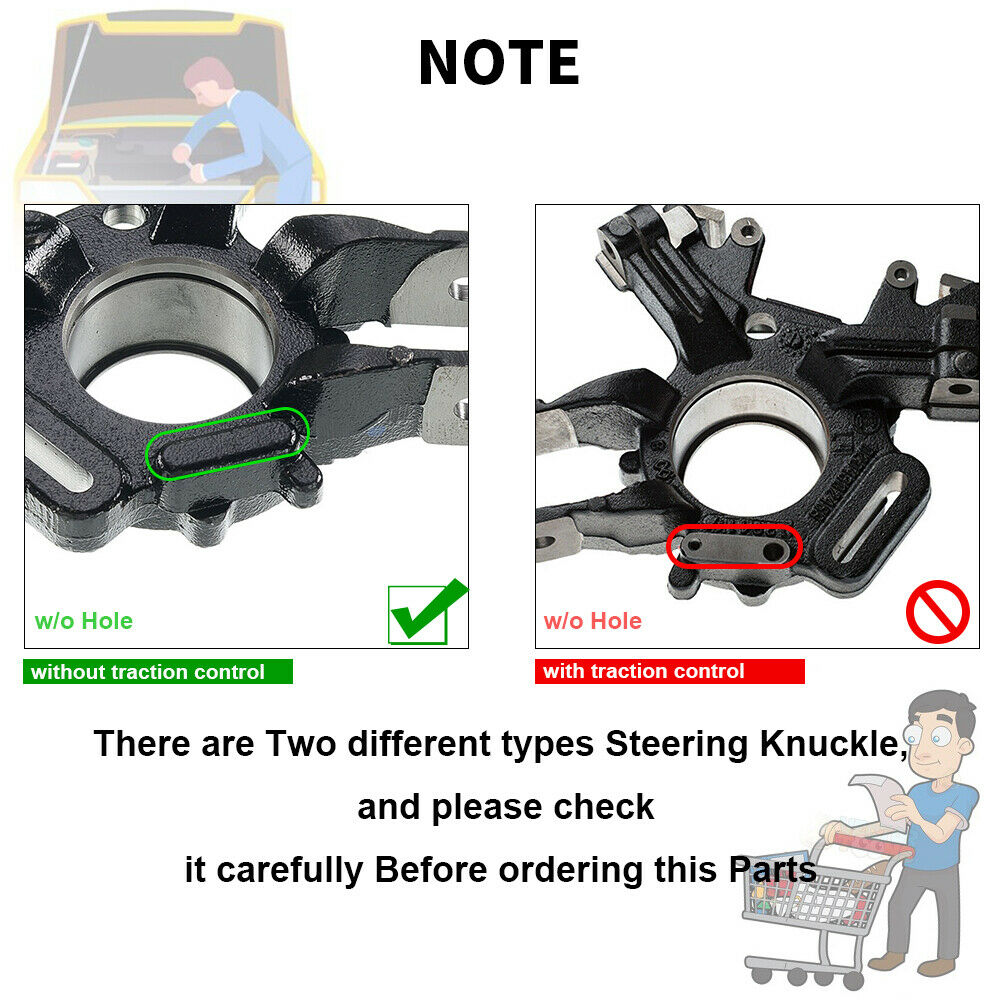 NOTE
w/o Hole
w/o Hole
without traction control
with traction control
There are Two different types Steering Knuckle,
and please check
it carefully Before ordering this Parts